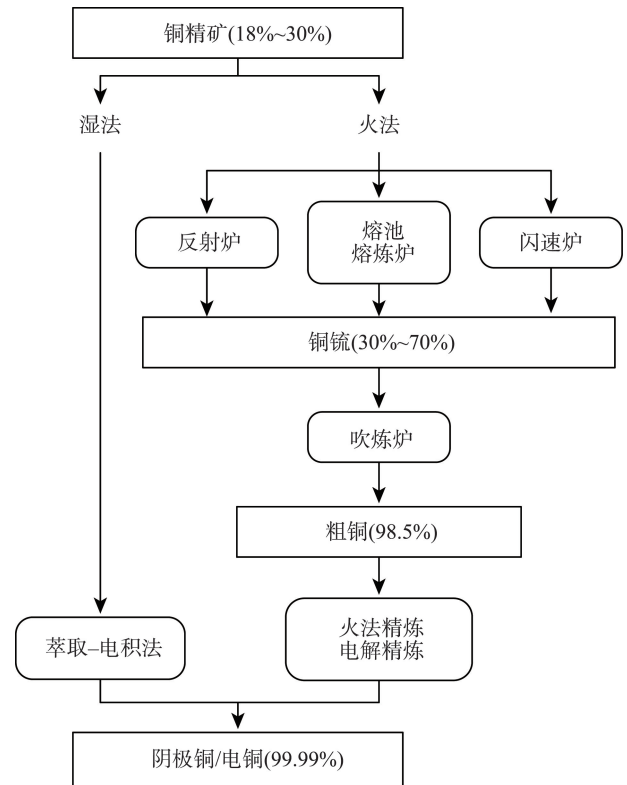 铜精矿(18%~30%)
湿法
火法
反射炉
熔池
熔炼炉
闪速炉
铜锍(30%~70%)
吹炼炉
粗铜(98.5%)
萃取–电积法
火法精炼
电解精炼
阴极铜/电铜(99.99%)